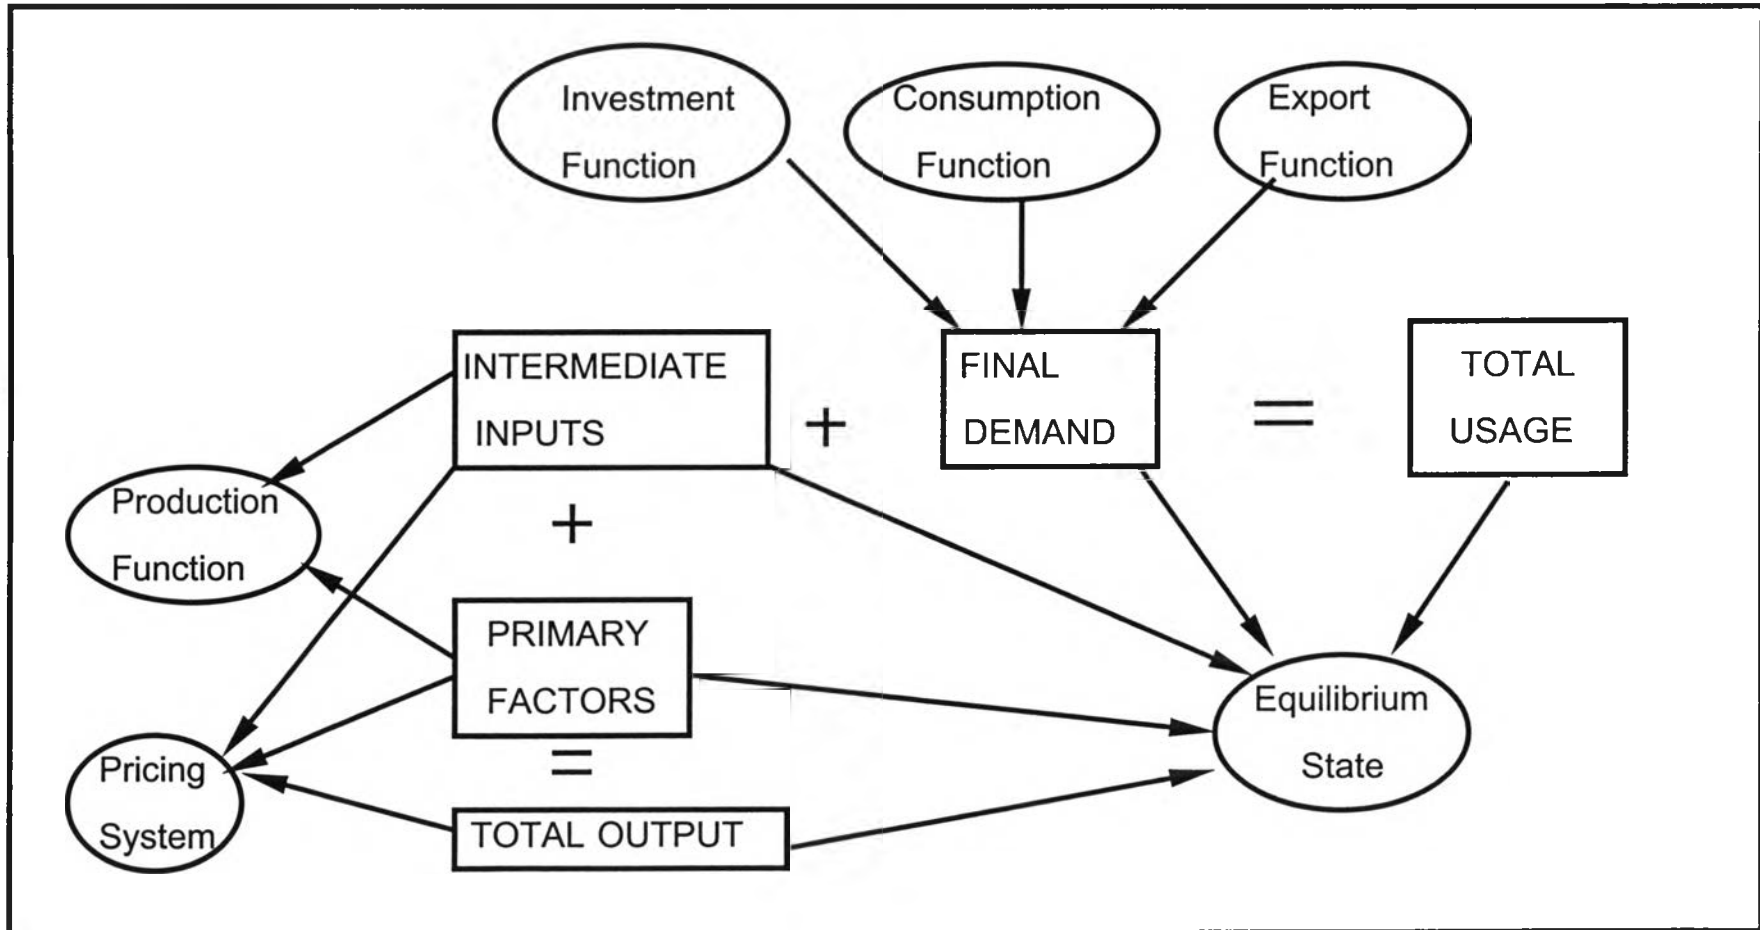 Investment
Function
Consumption
Function
Export
Function
INTERMEDIATE
INPUTS
+
FINAL
DEMAND
=
TOTAL
USAGE
Production
Function
+
PRIMARY
FACTORS
=
TOTAL OUTPUT
Pricing
System
Equilibrium
State